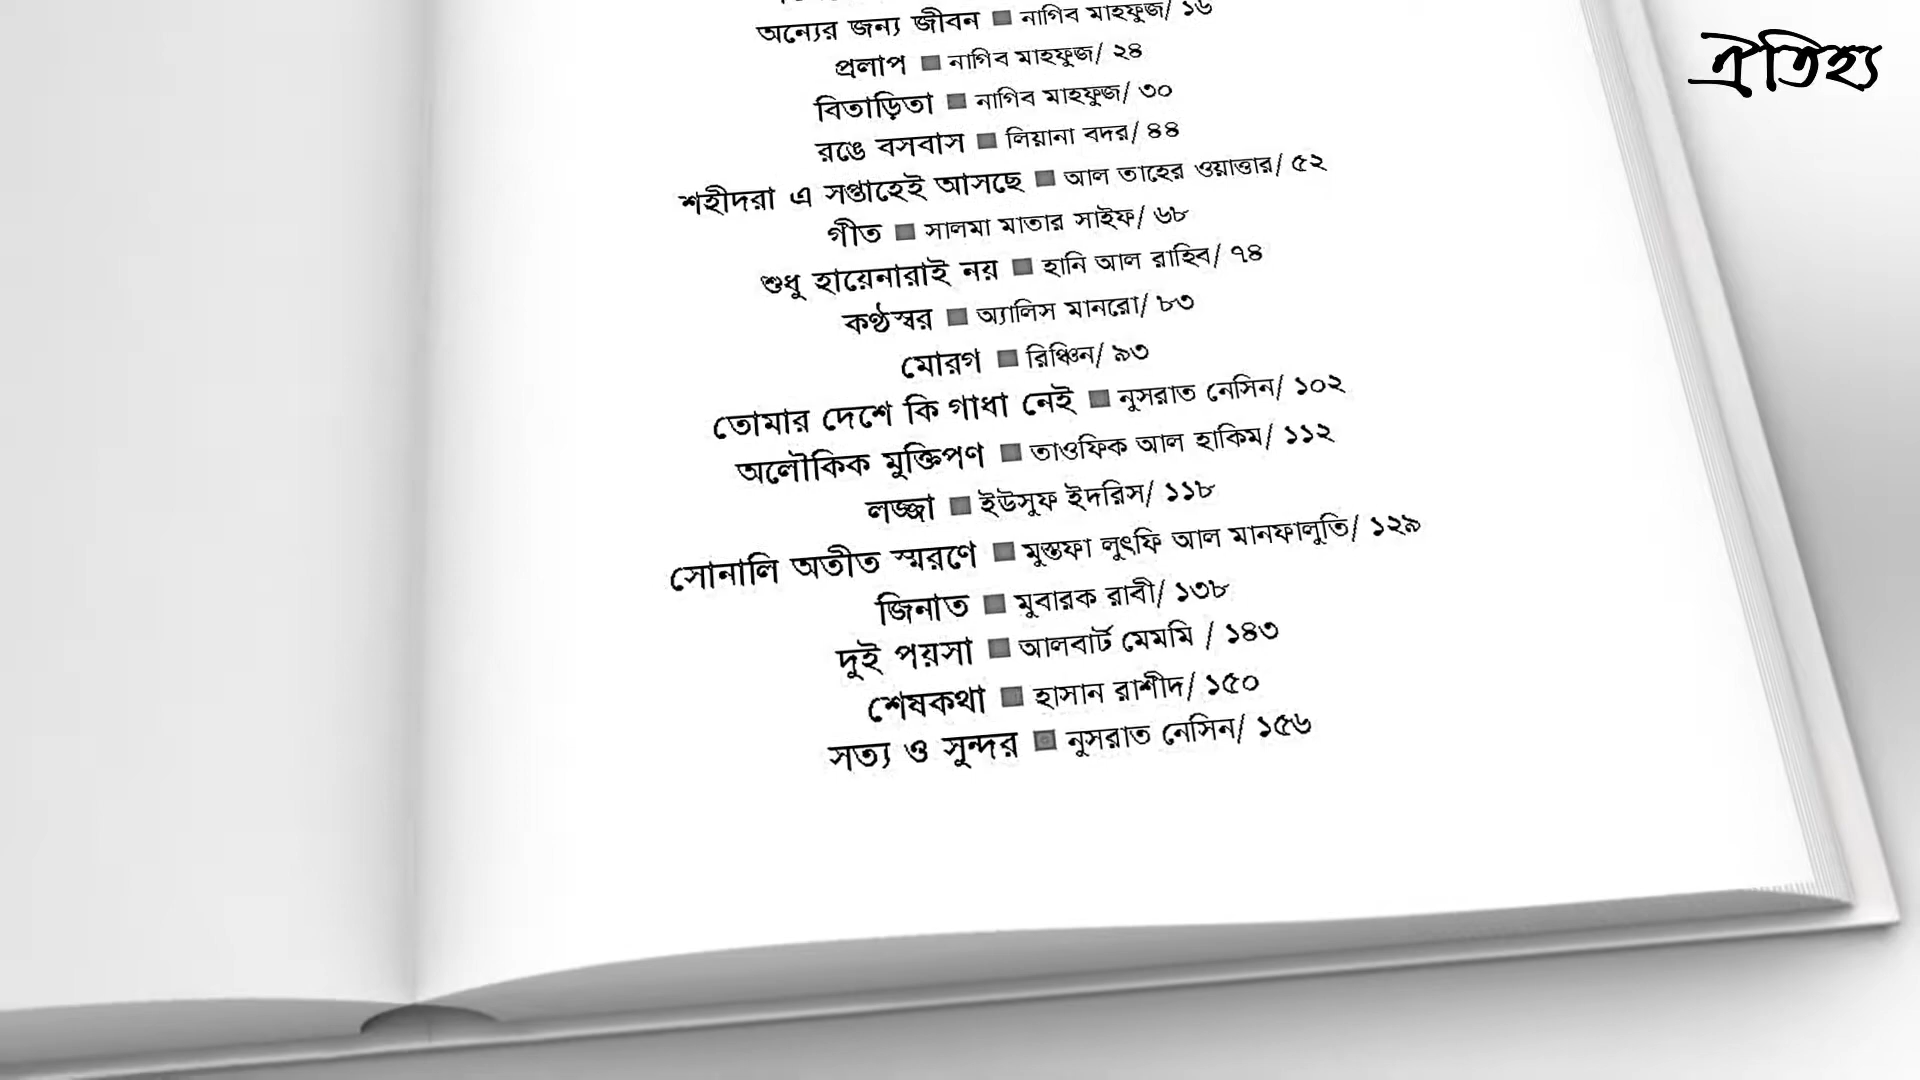 অন্যের জন্য জীবন ■ নাগিব মাহফুজ/ ১৬
প্রলাপ ■ নাগিব মাহফুজ/ ২৪
বিতাড়িতা ■ নাগিব মাহফুজ/ ৩০
রঙে বসবাস ■ লিয়ানা বদর/ ৪৪
শহীদরা এ সপ্তাহেই আসছে ■ আল তাহের ওয়াত্তার/ ৫২
গীত ■ সালমা মাতার সাইফ/ ৬৮
শুধু হায়েনারাই নয় ■ হানি আল রাহিব/ ৭৪
কণ্ঠস্বর ■ অ্যালিস মানরো/ ৮৩
মোরগ ■ রিঞ্চিন/ ৯৩
তোমার দেশে কি গাধা নেই ■ নুসরাত নেসিন/ ১০২
অলৌকিক মুক্তিপণ ■ তাওফিক আল হাকিম/ ১১২
লজ্জা ■ ইউসুফ ইদরিস/ ১১৮
সোনালি অতীত স্মরণে ■ মুস্তফা লুৎফি আল মানফালুতি/ ১২৯
জিনাত ■ মুবারক রাবী/ ১৩৮
দুই পয়সা ■ আলবার্ট মেমমি / ১৪৩
শেষকথা ■ হাসান রাশীদ/ ১৫০
সত্য ও সুন্দর ■ নুসরাত নেসিন/ ১৫৬
ঐতিহ্য